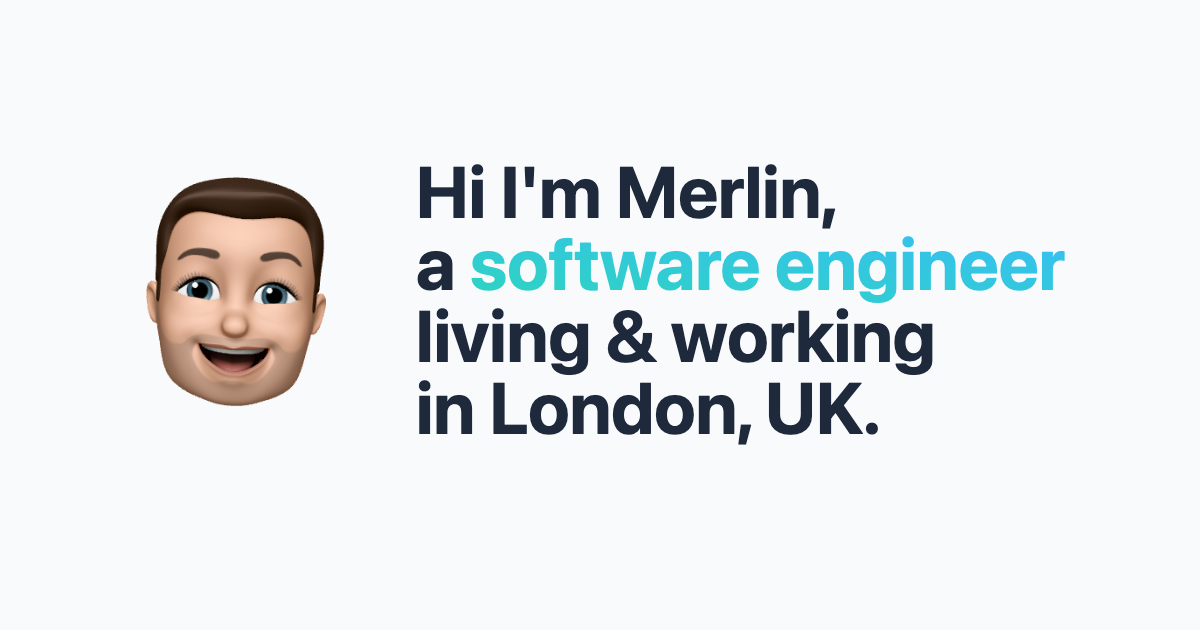 Hi I'm Merlin,
a software engineer
living & working
in London, UK.